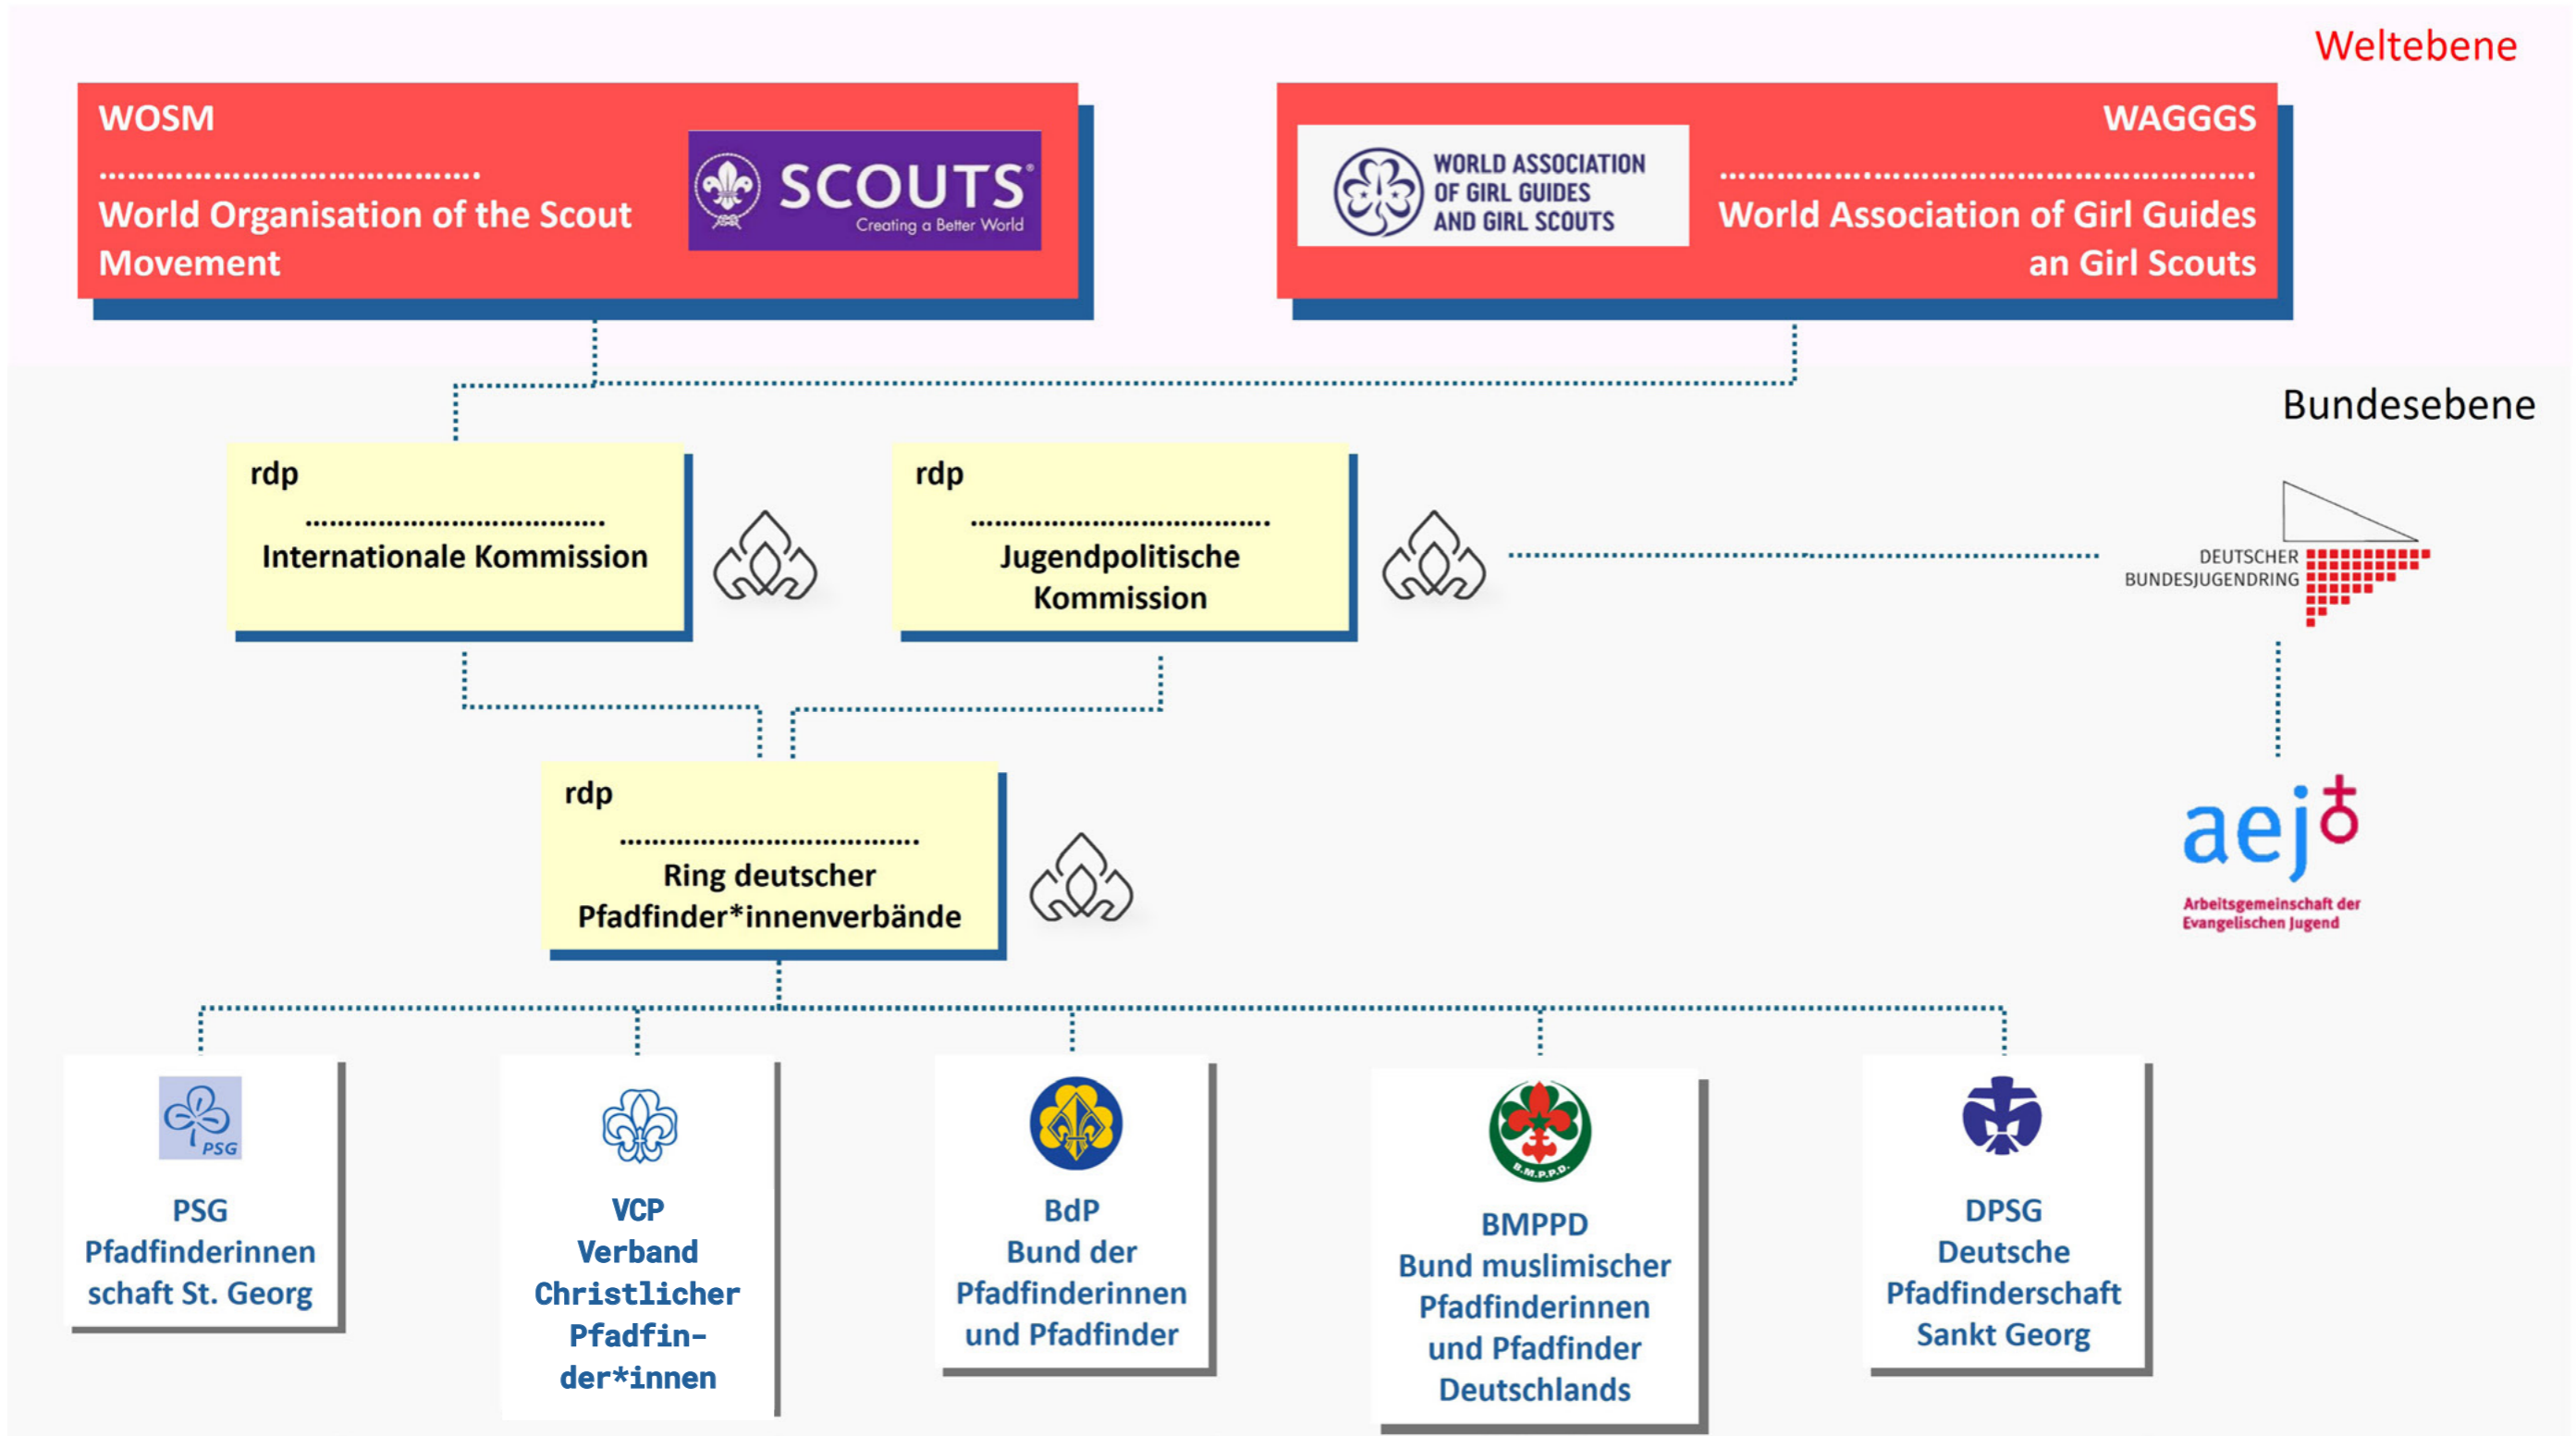 Weltebene
WOSM
........................................
World Organisation of the Scout
Movement
SCOUTS®
Creating a Better World
WORLD ASSOCIATION
OF GIRL GUIDES
AND GIRL SCOUTS
WAGGGS
........................................................
World Association of Girl Guides
an Girl Scouts
Bundesebene
rdp
.....................................
Internationale Kommission
rdp
.....................................
Jugendpolitische
Kommission
DEUTSCHER
BUNDESJUGENDRING
rdp
.....................................
Ring deutscher
Pfadfinder*innenverbände
aej
Arbeitsgemeinschaft der
Evangelischen Jugend
PSG
PSG
Pfadfinderinnen
schaft St. Georg
VCP
Verband
Christlicher
Pfadfin-
der*innen
BdP
Bund der
Pfadfinderinnen
und Pfadfinder
B.M.P.P.D.
BMPPD
Bund muslimischer
Pfadfinderinnen
und Pfadfinder
Deutschlands
DPSG
Deutsche
Pfadfinderschaft
Sankt Georg